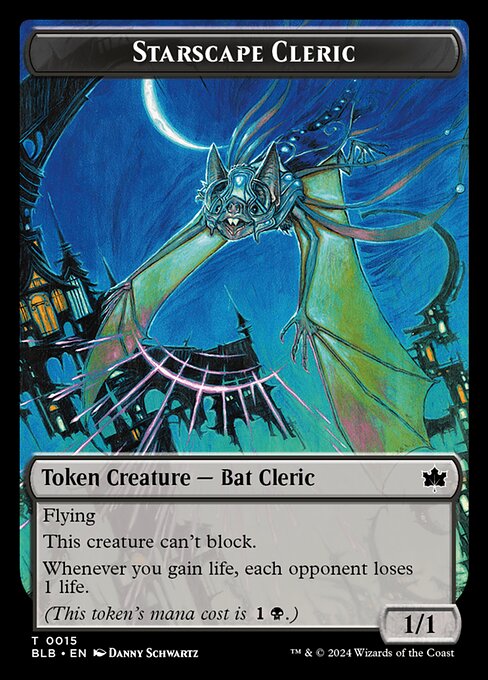 Starscape Cleric
Token Creature — Bat Cleric
Flying
This creature can't block.
Whenever you gain life, each opponent loses
1 life.
(This token's mana cost is 1 .)
1/1
T 0015
BLB • EN Danny Schwartz
™ & © 2024 Wizards of the Coast